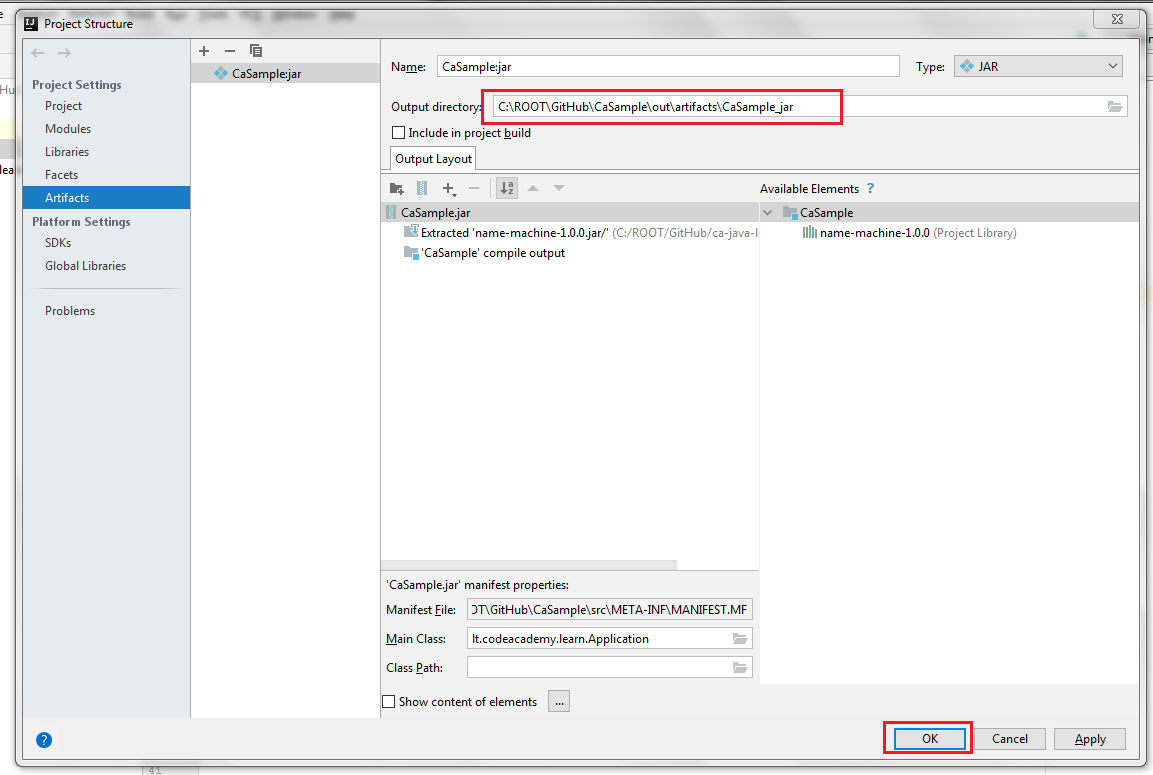 Project Structure
Project Settings
Project
Modules
Libraries
Facets
Artifacts
Platform Settings
SDKs
Global Libraries
Problems
CaSample:jar
Name: CaSample:jar
Type: JAR
Output directory: C:\ROOT\GitHub\CaSample\out\artifacts\CaSample_jar
Include in project build
Output Layout
Available Elements ?
CaSample.jar
Extracted 'name-machine-1.0.0.jar/' (C:/ROOT/GitHub/ca-java-l
'CaSample' compile output
CaSample
name-machine-1.0.0 (Project Library)
'CaSample.jar' manifest properties:
Manifest File: OT\GitHub\CaSample\src\META-INF\MANIFEST.MF
Main Class: lt.codeacademy.learn.Application
Class Path:
Show content of elements ...
? OK Cancel Apply
41